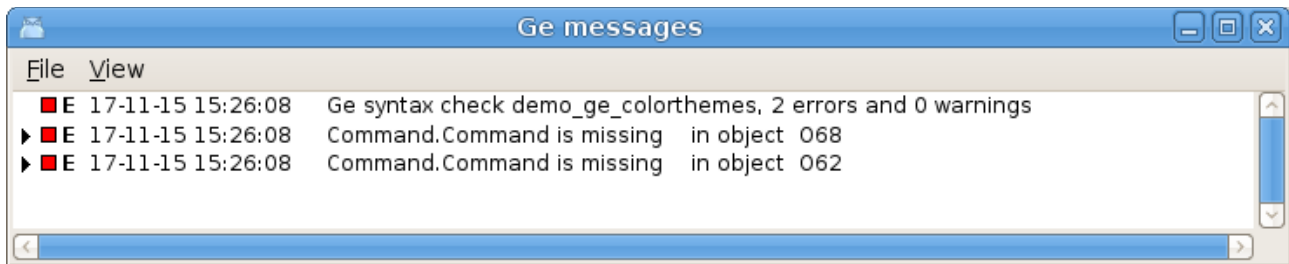 Ge messages
File View
E 17-11-15 15:26:08 Ge syntax check demo_ge_colorthemes, 2 errors and 0 warnings
E 17-11-15 15:26:08 Command.Command is missing in object O68
E 17-11-15 15:26:08 Command.Command is missing in object O62